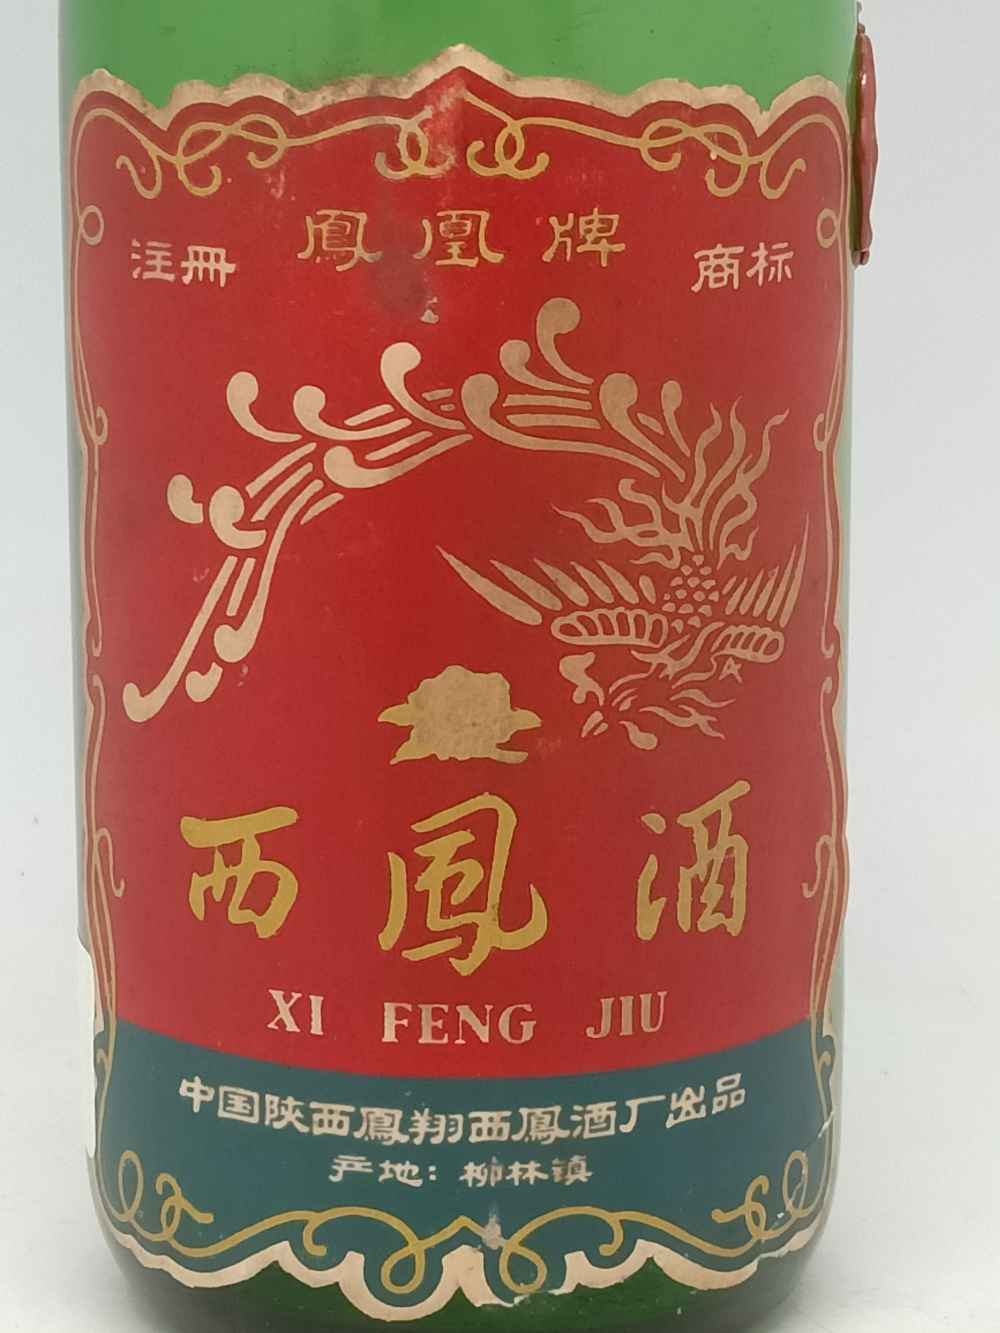 鳳凰牌
注冊 商标
西鳳酒
XI FENG JIU
中国陕西鳳翔西鳳酒厂出品
产地：柳林镇